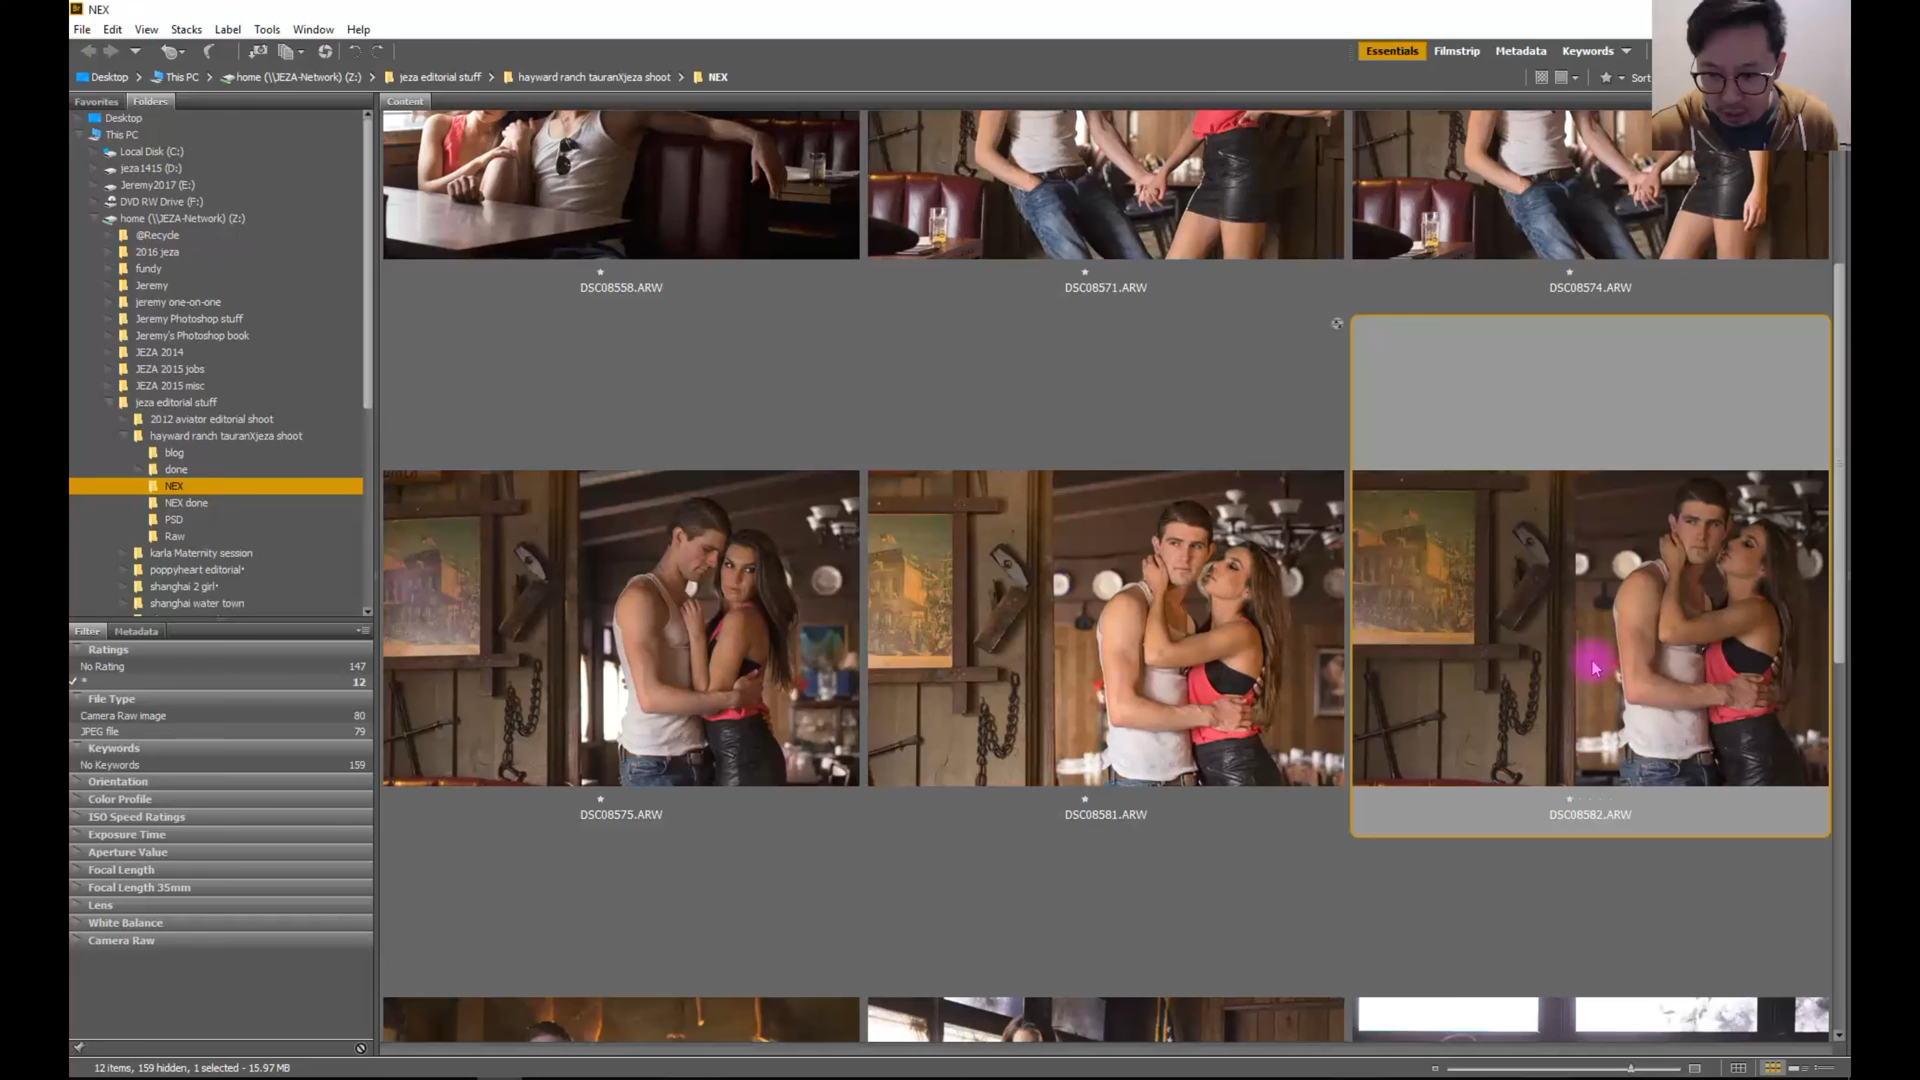 Br NEX
File Edit View Stacks Label Tools Window Help
Essentials Filmstrip Metadata Keywords
Desktop This PC home (\\JEZA-Network) (Z:) jeza editorial stuff hayward ranch tauranXjeza shoot NEX
Sort
Favorites Folders
Content
Desktop
This PC
Local Disk (C:)
jeza1415 (D:)
Jeremy2017 (E:)
DVD RW Drive (F:)
home (\\JEZA-Network) (Z:)
@Recycle
2016 jeza
fundy
Jeremy
jeremy one-on-one
Jeremy Photoshop stuff
Jeremy's Photoshop book
JEZA 2014
JEZA 2015 jobs
JEZA 2015 misc
jeza editorial stuff
2012 aviator editorial shoot
hayward ranch tauranXjeza shoot
blog
done
NEX
NEX done
PSD
Raw
karla Maternity session
poppyheart editorial*
shanghai 2 girl*
shanghai water town
DSC08558.ARW
DSC08571.ARW
DSC08574.ARW
DSC08575.ARW
DSC08581.ARW
DSC08582.ARW
Filter Metadata
Ratings
No Rating 147
12
File Type
Camera Raw image 80
JPEG file 79
Keywords
No Keywords 159
Orientation
Color Profile
ISO Speed Ratings
Exposure Time
Aperture Value
Focal Length
Focal Length 35mm
Lens
White Balance
Camera Raw
12 items, 159 hidden, 1 selected - 15.97 MB